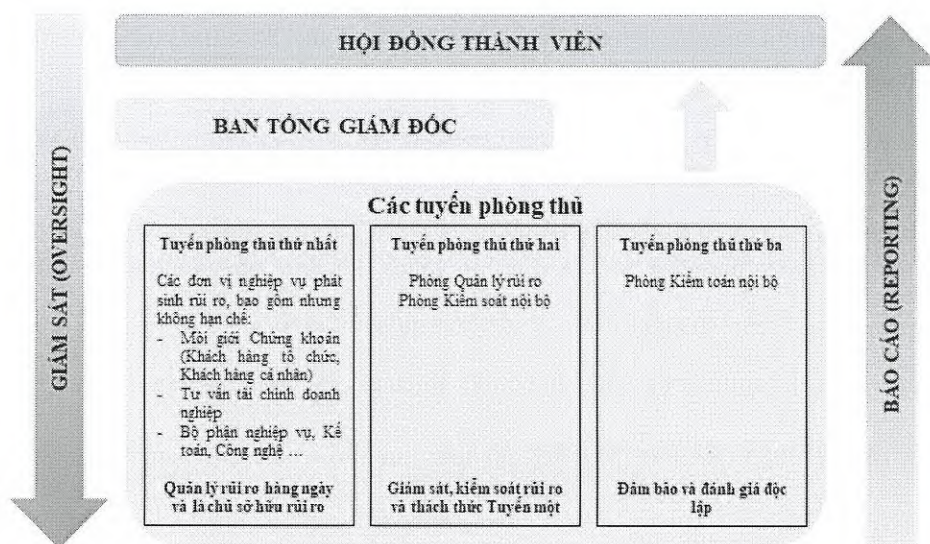 HỘI ĐỒNG THÀNH VIÊN
BAN TỔNG GIÁM ĐỐC
GIÁM SÁT (OVERSIGHT)
BÁO CÁO (REPORTING)
Các tuyến phòng thủ
Tuyến phòng thủ thứ nhất
Các đơn vị nghiệp vụ phát
sinh rủi ro, bao gồm nhưng
không hạn chế:
- Môi giới Chứng khoán
(Khách hàng tổ chức,
Khách hàng cá nhân)
- Tư vấn tài chính doanh
nghiệp
- Bộ phận nghiệp vụ, Kế
toán, Công nghệ ...
Quản lý rủi ro hàng ngày
và là chủ sở hữu rủi ro
Tuyến phòng thủ thứ hai
Phòng Quản lý rủi ro
Phòng Kiểm soát nội bộ
Giám sát, kiểm soát rủi ro
và thách thức Tuyến một
Tuyến phòng thủ thứ ba
Phòng Kiểm toán nội bộ
Đảm bảo và đánh giá độc
lập